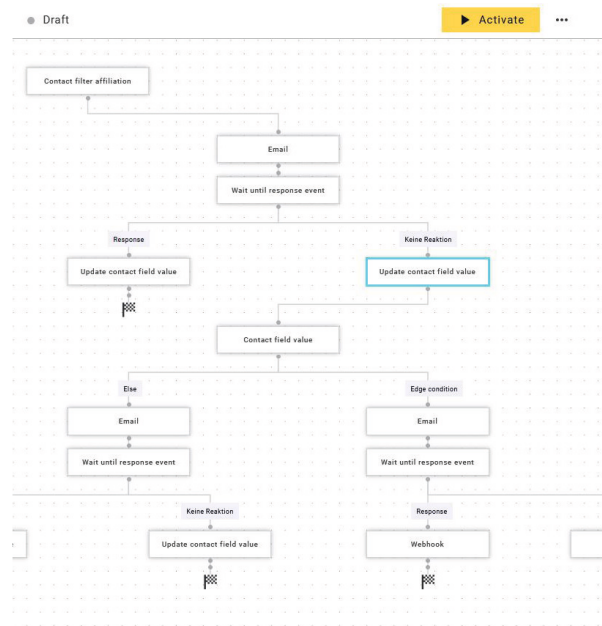 Draft
Activate
Contact filter affiliation
Email
Wait until response event
Response
Keine Reaktion
Update contact field value
Update contact field value
Contact field value
Else
Edge condition
Email
Email
Wait until response event
Wait until response event
Keine Reaktion
Response
Update contact field value
Webhook